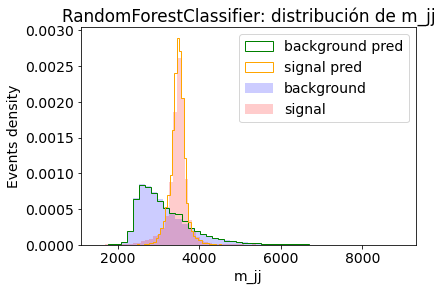 RandomForestClassifier: distribución de m_jj
0.0030
0.0025
0.0020
0.0015
0.0010
0.0005
0.0000
Events density
background pred
signal pred
background
signal
2000 4000 6000 8000
m_jj